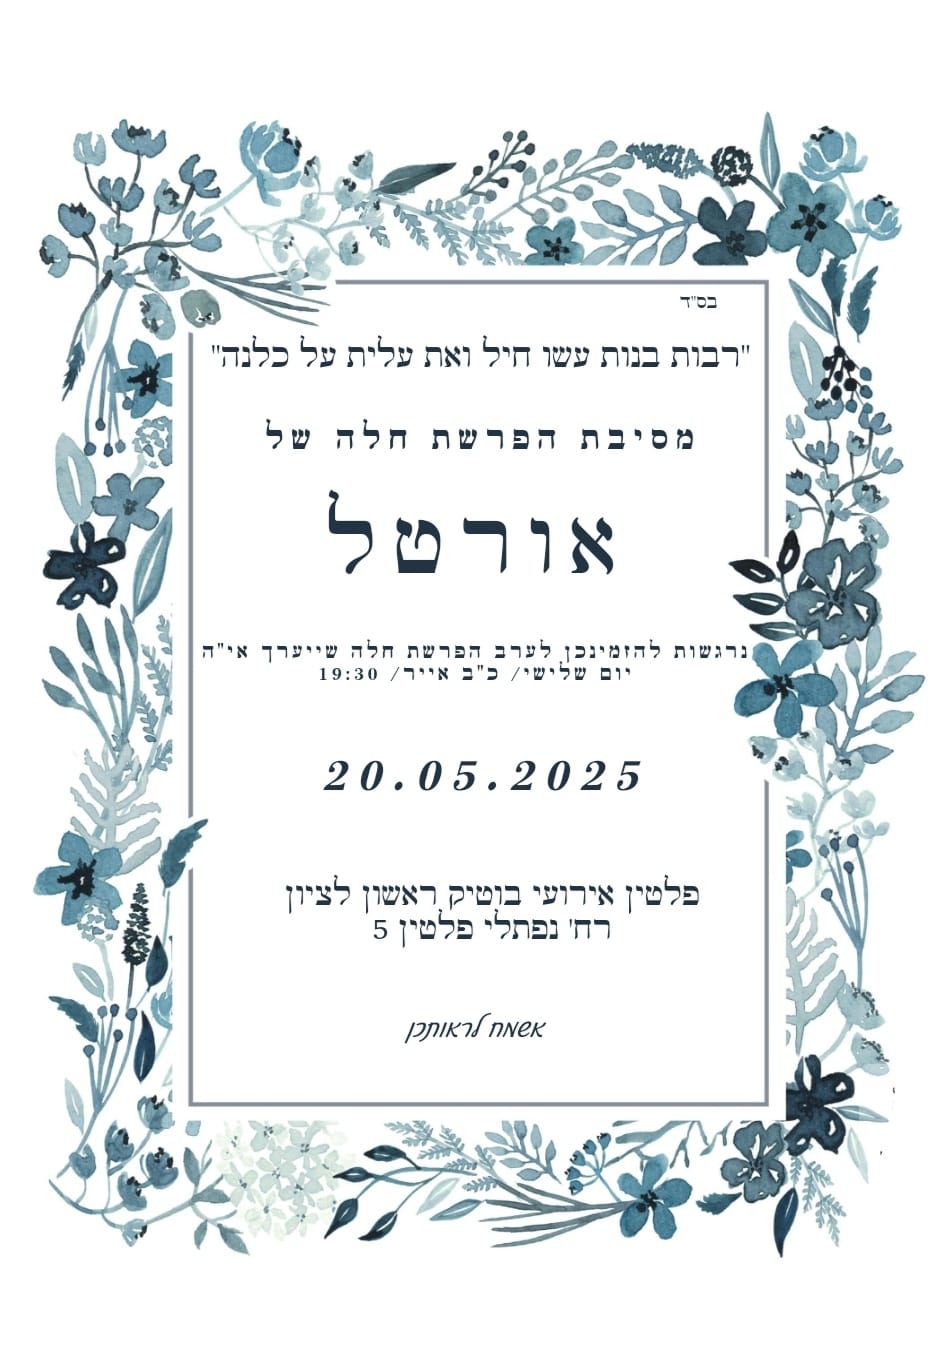 בס"ד
"רבות בנות עשו חיל ואת עלית על כלנה"
מסיבת הפרשת חלה של
אורטל
נרגשות להזמינכן לערב הפרשת חלה שייערך אי"ה
יום שלישי/ כ"ב אייר/ 19:30
20.05.2025
פלטין אירועי בוטיק ראשון לציון
רח' נפתלי פלטין 5
אשמח לראותכן